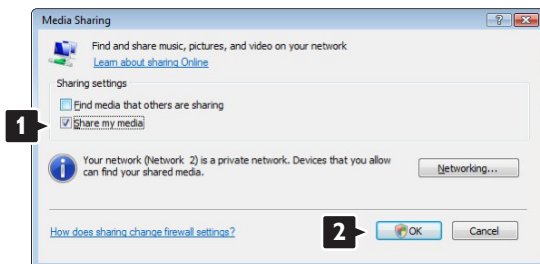 Media Sharing
Find and share music, pictures, and video on your network
Learn about sharing Online
Sharing settings
Find media that others are sharing
1
Share my media
Your network (Network 2) is a private network. Devices that you allow
can find your shared media.
Networking...
How does sharing change firewall settings?
2
OK
Cancel